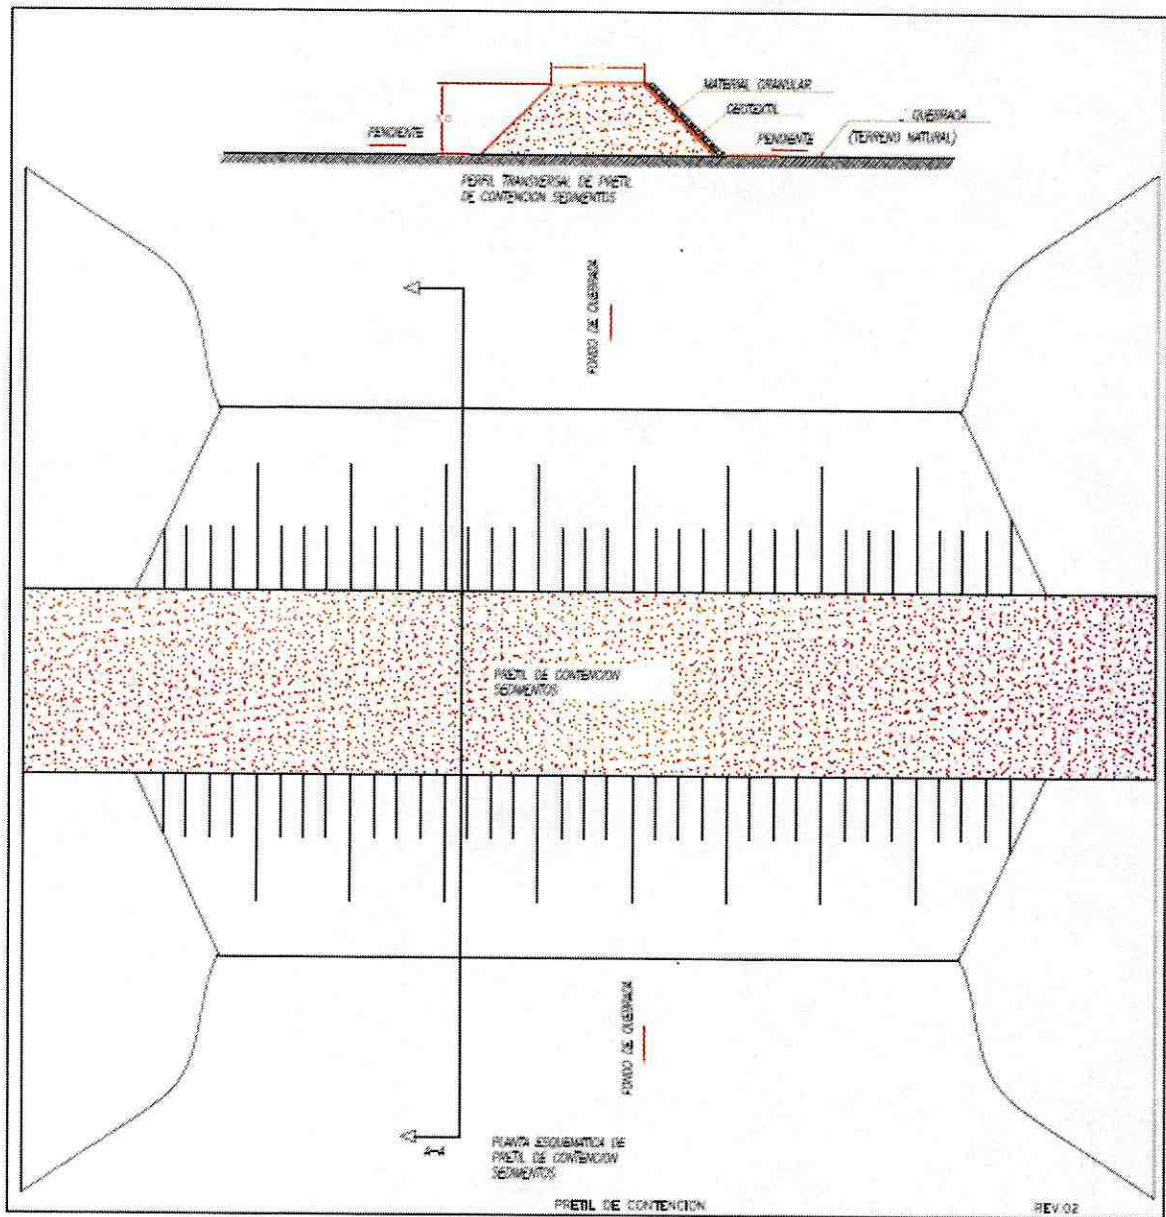 MATERIAL GRANULAR
GEOTEXTIL
QUEBRADA
(TERRENO NATURAL)
PENDIENTE
PENDIENTE
PERFIL TRANSVERSAL DE PRETIL
DE CONTENCION SEDIMENTOS
FONDO DE QUEBRADA
PRETIL DE CONTENCION
SEDIMENTOS
FONDO DE QUEBRADA
A-A
PLANTA ESQUEMATICA DE
PRETIL DE CONTENCION
SEDIMENTOS
PRETIL DE CONTENCION
REV.02